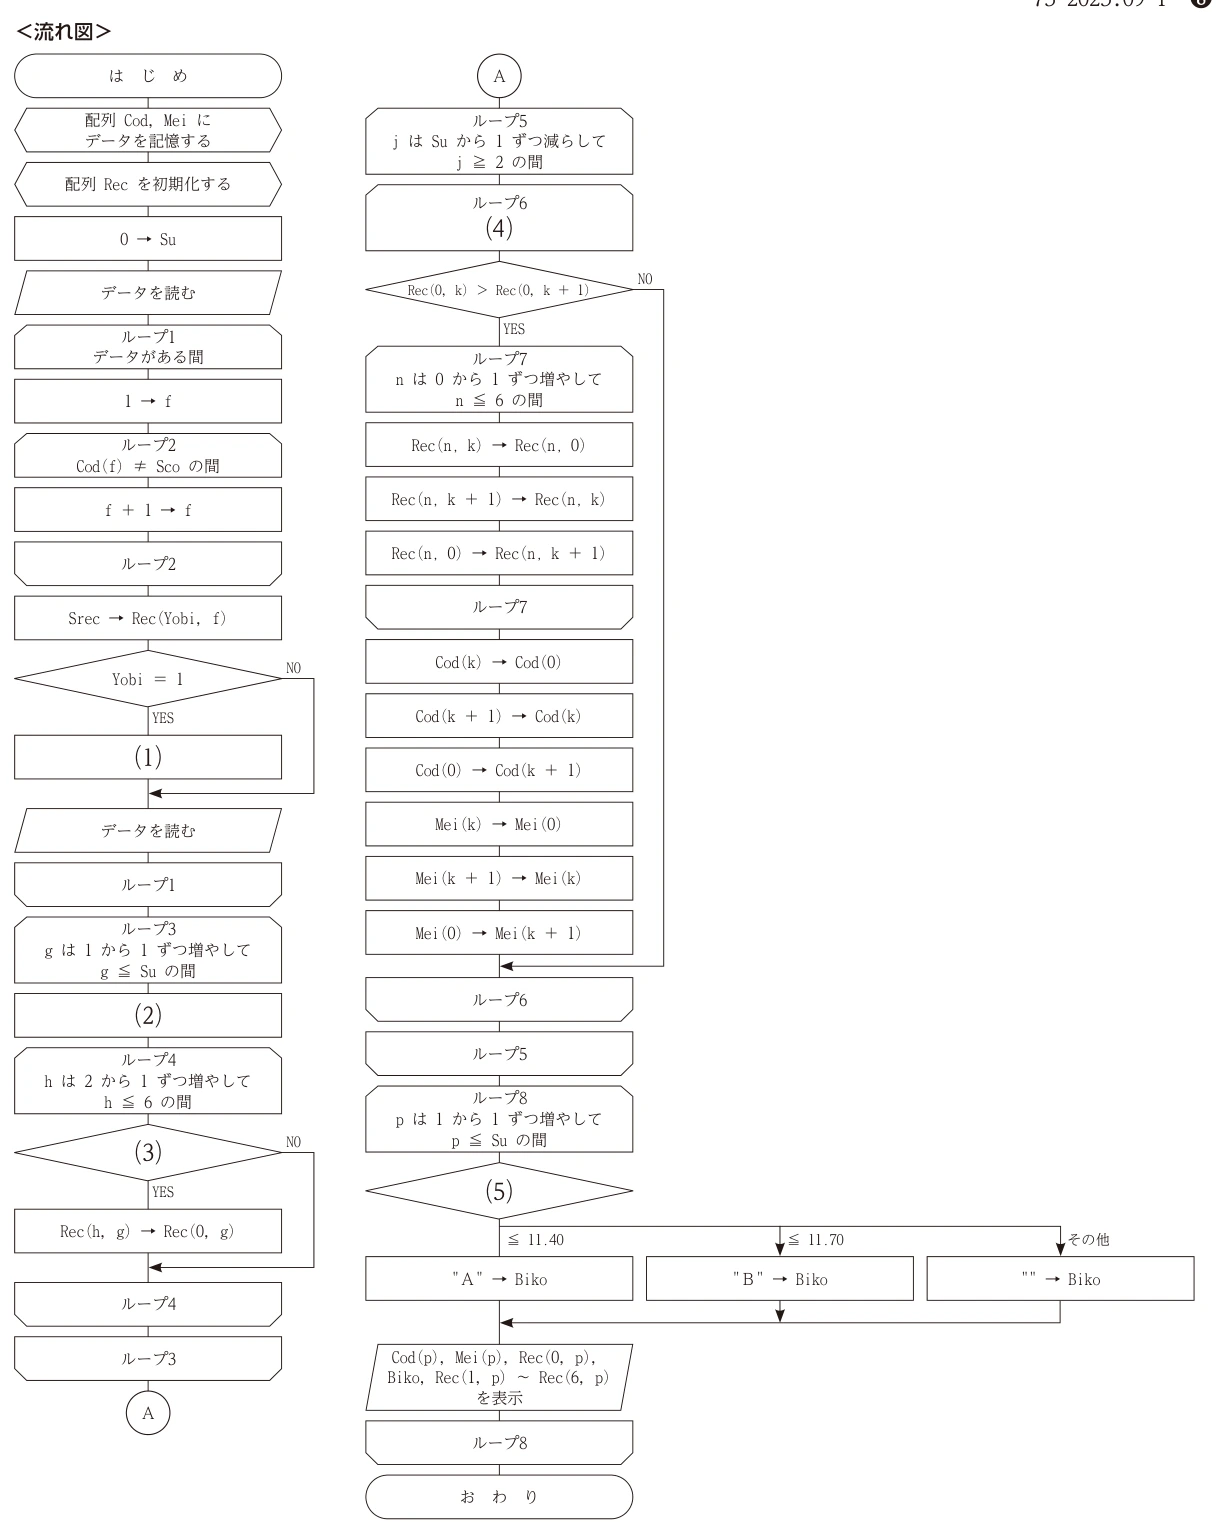 <流れ図>
はじめ
配列 Cod, Mei に
データを記憶する
配列 Rec を初期化する
0 → Su
データを読む
ループ1
データがある間
1 → f
ループ2
Cod(f) ≠ Sco の間
f + 1 → f
ループ2
Srec → Rec(Yobi, f)
Yobi = 1
NO
YES
(1)
データを読む
ループ1
ループ3
g は 1 から 1 ずつ増やして
g ≦ Su の間
(2)
ループ4
h は 2 から 1 ずつ増やして
h ≦ 6 の間
(3)
NO
YES
Rec(h, g) → Rec(0, g)
ループ4
ループ3
A
A
ループ5
j は Su から 1 ずつ減らして
j ≧ 2 の間
ループ6
(4)
Rec(0, k) > Rec(0, k + 1)
NO
YES
ループ7
n は 0 から 1 ずつ増やして
n ≦ 6 の間
Rec(n, k) → Rec(n, 0)
Rec(n, k + 1) → Rec(n, k)
Rec(n, 0) → Rec(n, k + 1)
ループ7
Cod(k) → Cod(0)
Cod(k + 1) → Cod(k)
Cod(0) → Cod(k + 1)
Mei(k) → Mei(0)
Mei(k + 1) → Mei(k)
Mei(0) → Mei(k + 1)
ループ6
ループ5
ループ8
p は 1 から 1 ずつ増やして
p ≦ Su の間
(5)
≦ 11.40
≦ 11.70
その他
"A" → Biko
"B" → Biko
"" → Biko
Cod(p), Mei(p), Rec(0, p),
Biko, Rec(1, p) ~ Rec(6, p)
を表示
ループ8
おわり